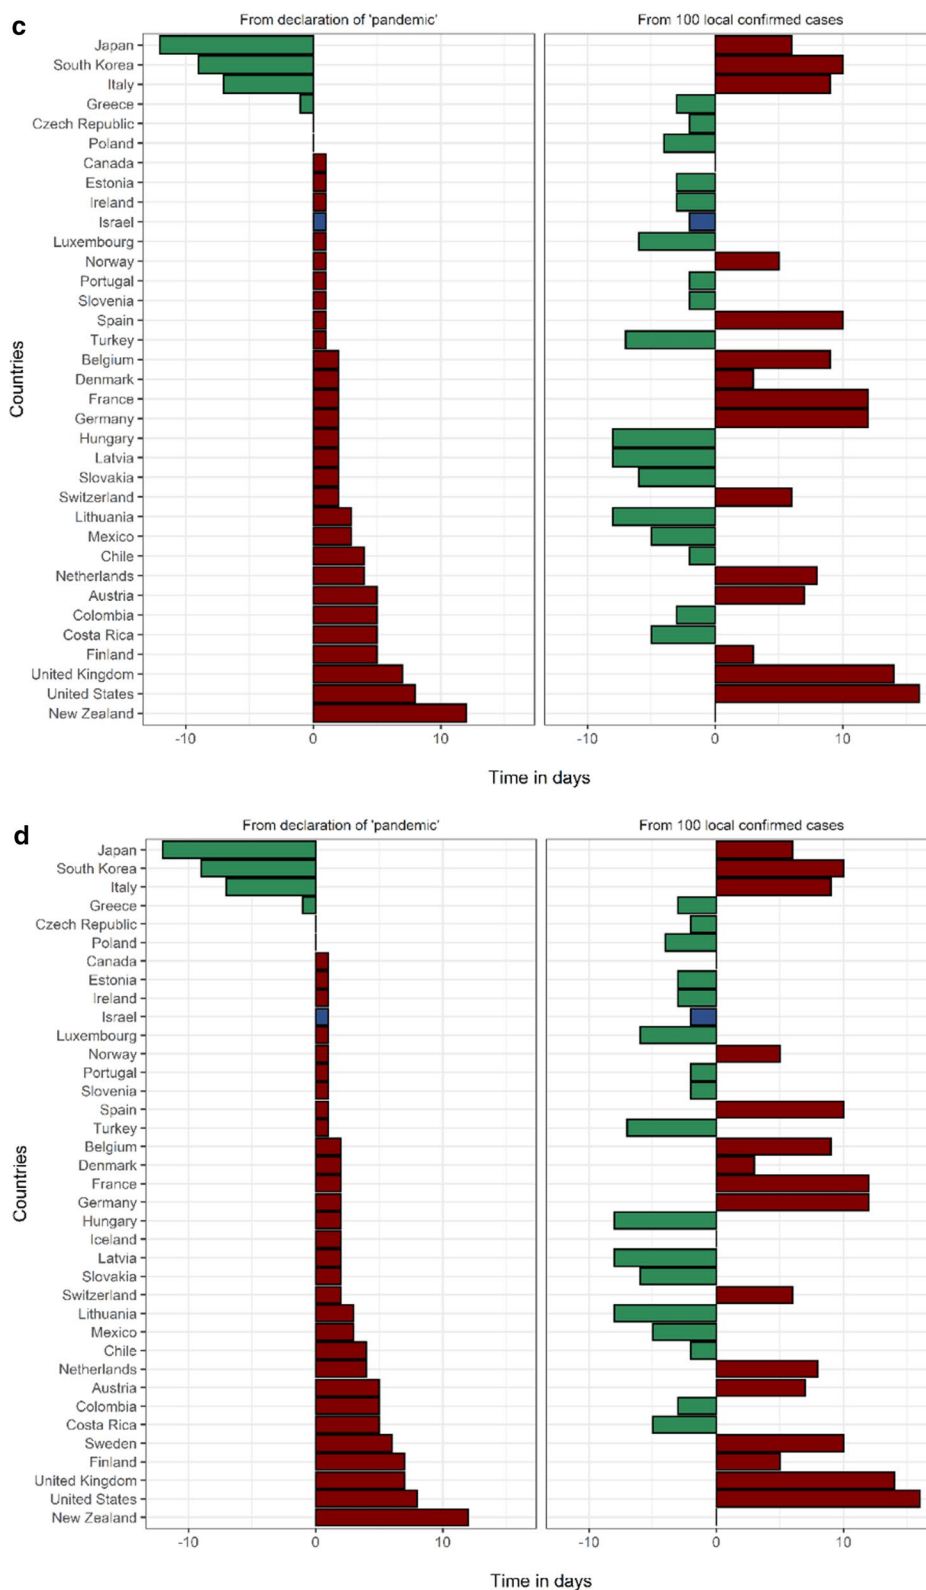 c
From declaration of 'pandemic'
From 100 local confirmed cases
Countries
Japan
South Korea
Italy
Greece
Czech Republic
Poland
Canada
Estonia
Ireland
Israel
Luxembourg
Norway
Portugal
Slovenia
Spain
Turkey
Belgium
Denmark
France
Germany
Hungary
Latvia
Slovakia
Switzerland
Lithuania
Mexico
Chile
Netherlands
Austria
Colombia
Costa Rica
Finland
United Kingdom
United States
New Zealand
-10 0 10 -10 0 10
Time in days
d
From declaration of 'pandemic'
From 100 local confirmed cases
Countries
Japan
South Korea
Italy
Greece
Czech Republic
Poland
Canada
Estonia
Ireland
Israel
Luxembourg
Norway
Portugal
Slovenia
Spain
Turkey
Belgium
Denmark
France
Germany
Hungary
Iceland
Latvia
Slovakia
Switzerland
Lithuania
Mexico
Chile
Netherlands
Austria
Colombia
Costa Rica
Sweden
Finland
United Kingdom
United States
New Zealand
-10 0 10 -10 0 10
Time in days